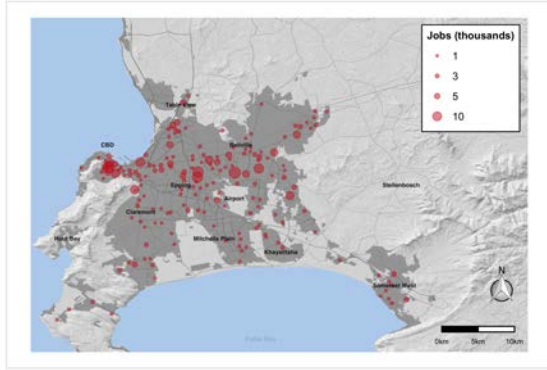 Jobs (thousands)
1
3
5
10
Table View
CBD
Bellville
Epping
Stellenbosch
Airport
Claremont
Hout Bay
Mitchells Plain
Khayelitsha
Somerset West
N
False Bay
0km 5km 10km